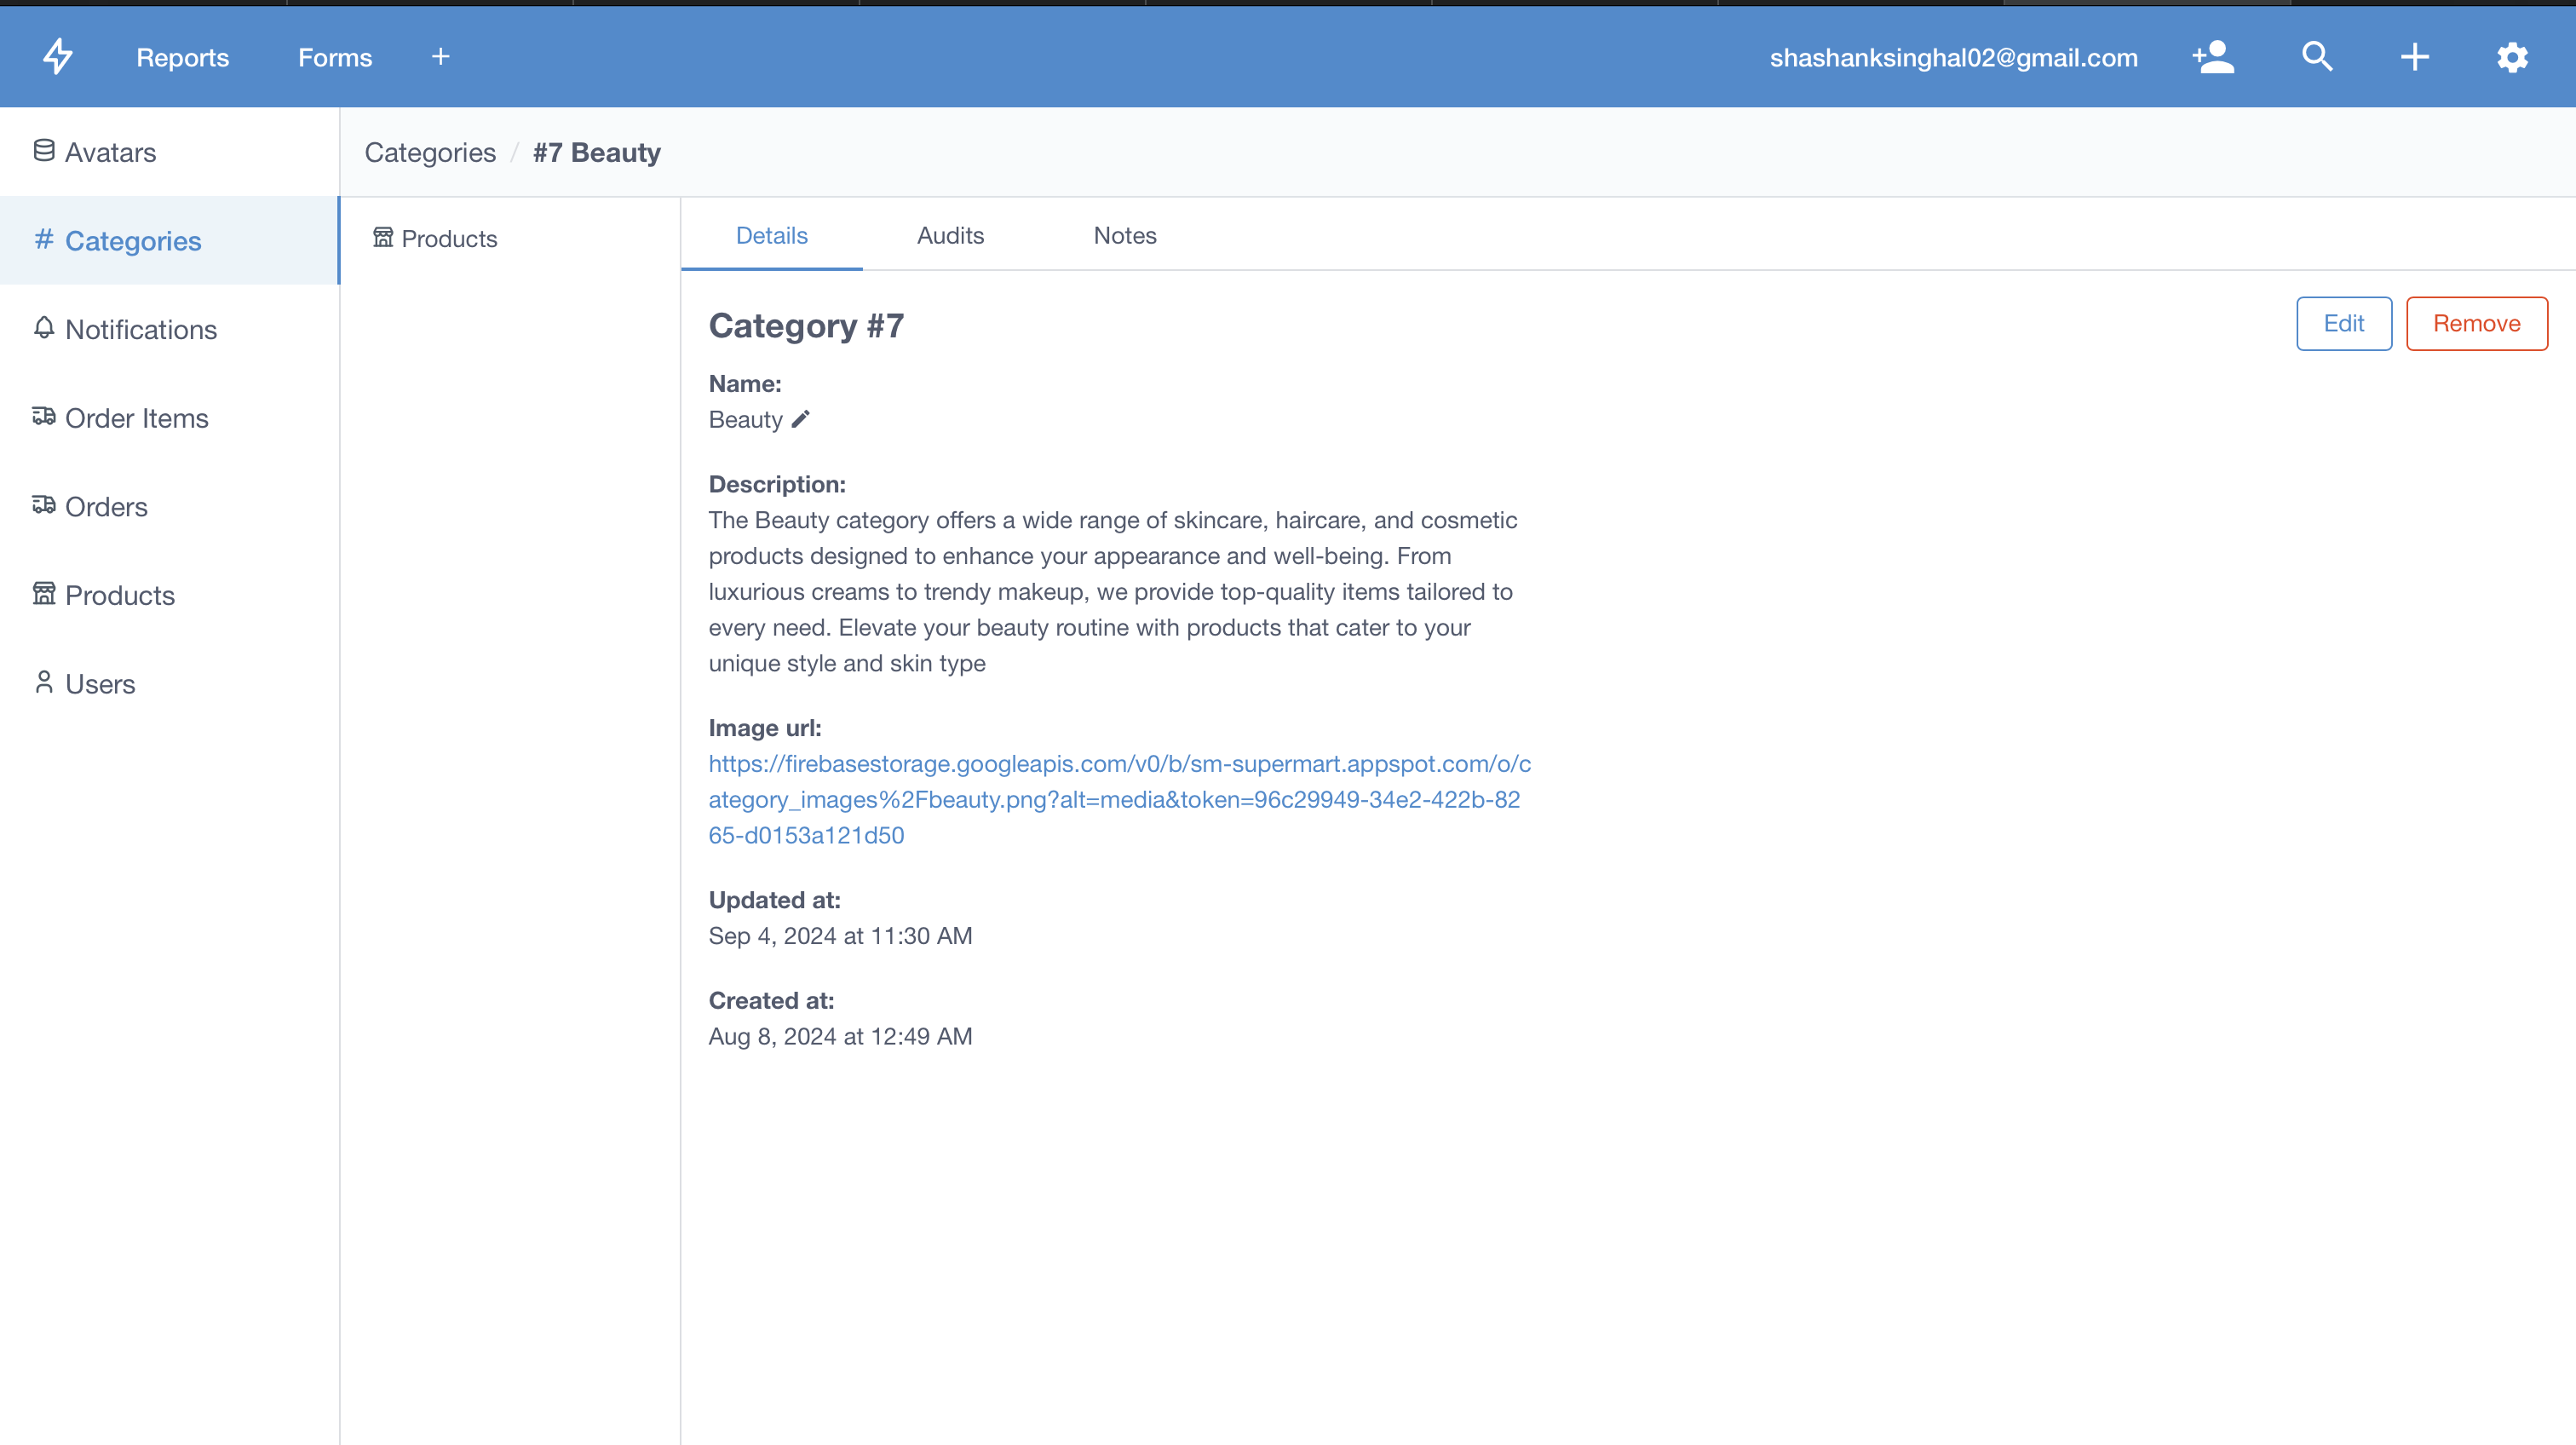 Reports Forms +
shashanksinghal02@gmail.com
Avatars
Categories
Notifications
Order Items
Orders
Products
Users
Categories / #7 Beauty
Products
Details Audits Notes
Category #7
Edit Remove
Name:
Beauty
Description:
The Beauty category offers a wide range of skincare, haircare, and cosmetic
products designed to enhance your appearance and well-being. From
luxurious creams to trendy makeup, we provide top-quality items tailored to
every need. Elevate your beauty routine with products that cater to your
unique style and skin type
Image url:
https://firebasestorage.googleapis.com/v0/b/sm-supermart.appspot.com/o/c
ategory_images%2Fbeauty.png?alt=media&token=96c29949-34e2-422b-82
65-d0153a121d50
Updated at:
Sep 4, 2024 at 11:30 AM
Created at:
Aug 8, 2024 at 12:49 AM